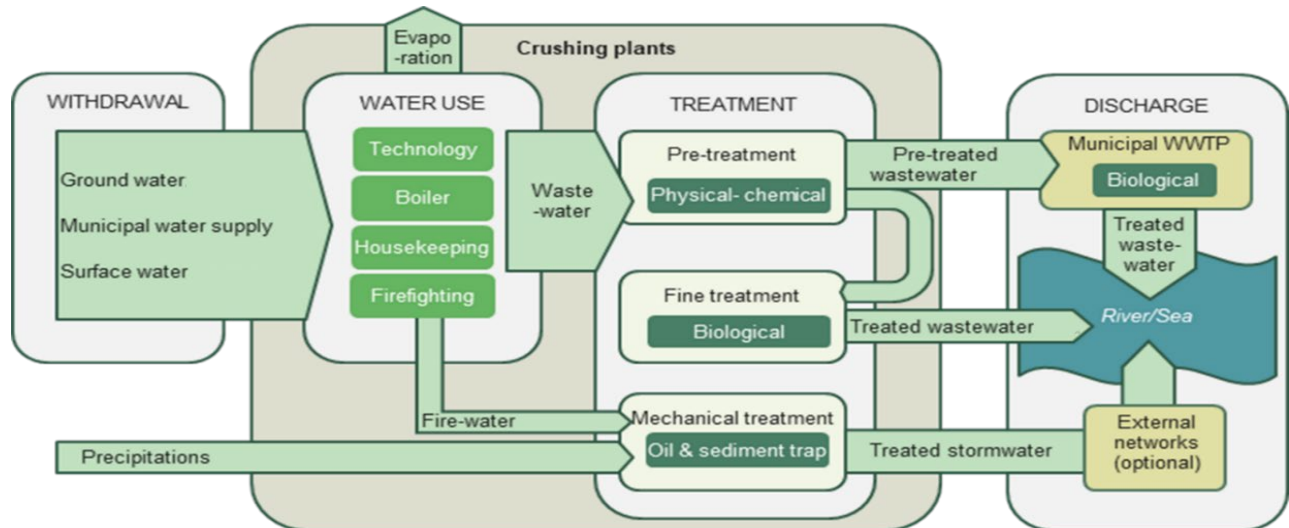 Evapo
-ration
Crushing plants
WITHDRAWAL
WATER USE
TREATMENT
DISCHARGE
Ground water
Municipal water supply
Surface water
Technology
Boiler
Housekeeping
Firefighting
Waste
-water
Pre-treatment
Physical- chemical
Pre-treated
wastewater
Municipal WWTP
Biological
Treated
waste-
water
Fine treatment
Biological
Treated wastewater
River/Sea
Fire-water
Mechanical treatment
Oil & sediment trap
Precipitations
Treated stormwater
External
networks
(optional)